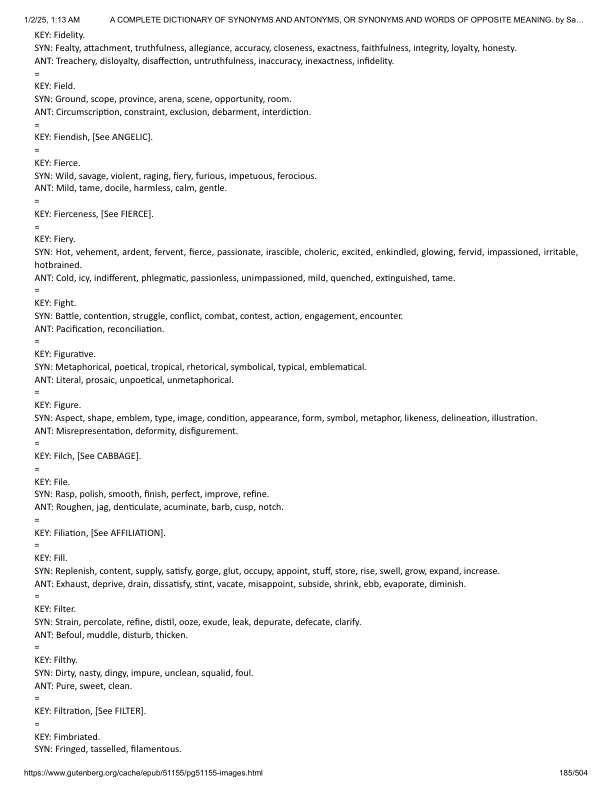 1/2/25, 1:13 AM A COMPLETE DICTIONARY OF SYNONYMS AND ANTONYMS, OR SYNONYMS AND WORDS OF OPPOSITE MEANING. by Sa…
KEY: Fidelity.
SYN: Fealty, attachment, truthfulness, allegiance, accuracy, closeness, exactness, faithfulness, integrity, loyalty, honesty.
ANT: Treachery, disloyalty, disaffection, untruthfulness, inaccuracy, inexactness, infidelity.
=
KEY: Field.
SYN: Ground, scope, province, arena, scene, opportunity, room.
ANT: Circumscription, constraint, exclusion, debarment, interdiction.
=
KEY: Fiendish, [See ANGELIC].
=
KEY: Fierce.
SYN: Wild, savage, violent, raging, fiery, furious, impetuous, ferocious.
ANT: Mild, tame, docile, harmless, calm, gentle.
=
KEY: Fierceness, [See FIERCE].
=
KEY: Fiery.
SYN: Hot, vehement, ardent, fervent, fierce, passionate, irascible, choleric, excited, enkindled, glowing, fervid, impassioned, irritable,
hotbrained.
ANT: Cold, icy, indifferent, phlegmatic, passionless, unimpassioned, mild, quenched, extinguished, tame.
=
KEY: Fight.
SYN: Battle, contention, struggle, conflict, combat, contest, action, engagement, encounter.
ANT: Pacification, reconciliation.
=
KEY: Figurative.
SYN: Metaphorical, poetical, tropical, rhetorical, symbolical, typical, emblematical.
ANT: Literal, prosaic, unpoetical, unmetaphorical.
=
KEY: Figure.
SYN: Aspect, shape, emblem, type, image, condition, appearance, form, symbol, metaphor, likeness, delineation, illustration.
ANT: Misrepresentation, deformity, disfigurement.
=
KEY: Filch, [See CABBAGE].
=
KEY: File.
SYN: Rasp, polish, smooth, finish, perfect, improve, refine.
ANT: Roughen, jag, denticulate, acuminate, barb, cusp, notch.
=
KEY: Filiation, [See AFFILIATION].
=
KEY: Fill.
SYN: Replenish, content, supply, satisfy, gorge, glut, occupy, appoint, stuff, store, rise, swell, grow, expand, increase.
ANT: Exhaust, deprive, drain, dissatisfy, stint, vacate, misappoint, subside, shrink, ebb, evaporate, diminish.
=
KEY: Filter.
SYN: Strain, percolate, refine, distil, ooze, exude, leak, depurate, defecate, clarify.
ANT: Befoul, muddle, disturb, thicken.
=
KEY: Filthy.
SYN: Dirty, nasty, dingy, impure, unclean, squalid, foul.
ANT: Pure, sweet, clean.
=
KEY: Filtration, [See FILTER].
=
KEY: Fimbriated.
SYN: Fringed, tasselled, filamentous.
https://www.gutenberg.org/cache/epub/51155/pg51155-images.html 185/504